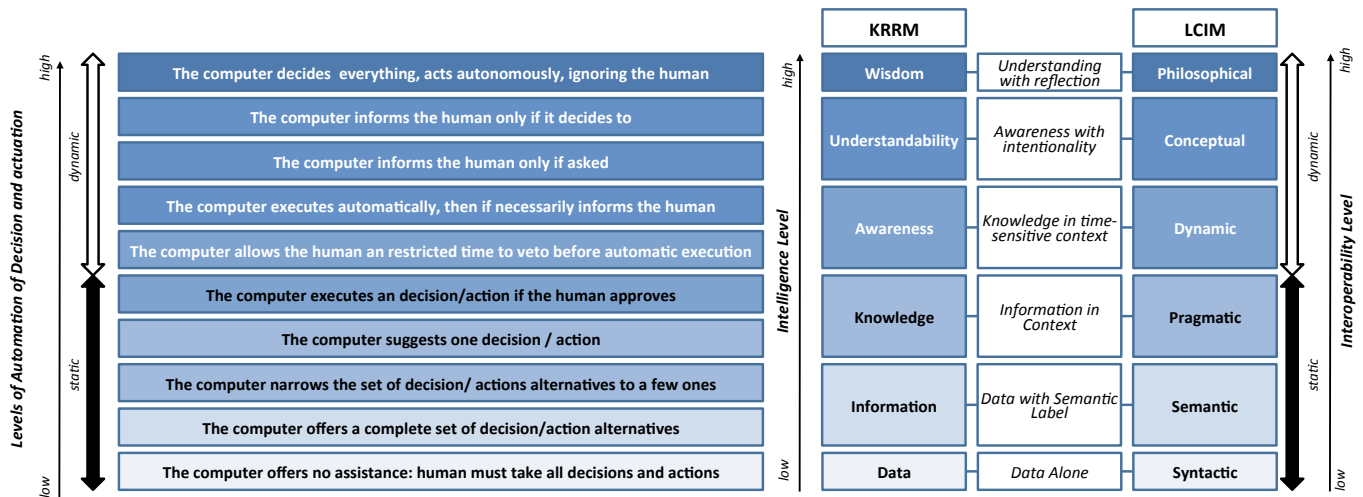 KRRM
LCIM
high
The computer decides everything, acts autonomously, ignoring the human
high
Wisdom
Understanding
with reflection
Philosophical
high
The computer informs the human only if it decides to
Understandability
Awareness with
intentionality
Conceptual
dynamic
The computer informs the human only if asked
dynamic
The computer executes automatically, then if necessarily informs the human
Awareness
Knowledge in time-
sensitive context
Dynamic
The computer allows the human an restricted time to veto before automatic execution
Levels of Automation of Decision and actuation
Intelligence Level
Interoperability Level
The computer executes an decision/action if the human approves
Knowledge
Information in
Context
Pragmatic
The computer suggests one decision / action
static
The computer narrows the set of decision/ actions alternatives to a few ones
Information
Data with Semantic
Label
Semantic
static
The computer offers a complete set of decision/action alternatives
low
The computer offers no assistance: human must take all decisions and actions
low
Data
Data Alone
Syntactic
low